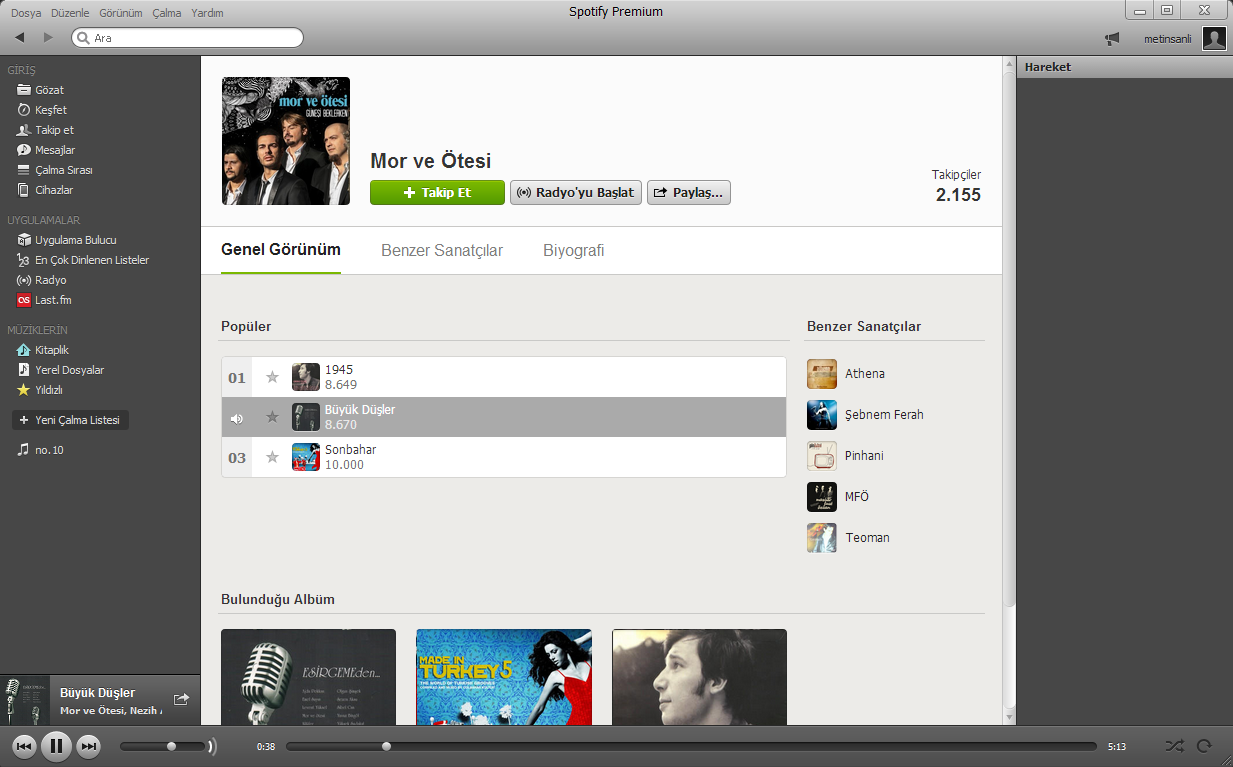 Dosya Düzenle Görünüm Çalma Yardım
Spotify Premium
Ara
metinsanli
GİRİŞ
Gözat
Keşfet
Takip et
Mesajlar
Çalma Sırası
Cihazlar
UYGULAMALAR
Uygulama Bulucu
En Çok Dinlenen Listeler
Radyo
Last.fm
MÜZİKLERİN
Kitaplık
Yerel Dosyalar
Yıldızlı
+ Yeni Çalma Listesi
no.10
mor ve ötesi
GÜNEŞİ BEKLERKEN
Mor ve Ötesi
Takip Et
Radyo'yu Başlat
Paylaş...
Takipçiler
2.155
Genel Görünüm Benzer Sanatçılar Biyografi
Popüler
01 1945
8.649
Büyük Düşler
8.670
03 Sonbahar
10.000
Benzer Sanatçılar
Athena
Şebnem Ferah
Pinhani
MFÖ
Teoman
Bulunduğu Albüm
ESİRGEMEden...
MADE IN
TURKEY 5
Hareket
Büyük Düşler
Mor ve Ötesi, Nezih
0:38
5:13